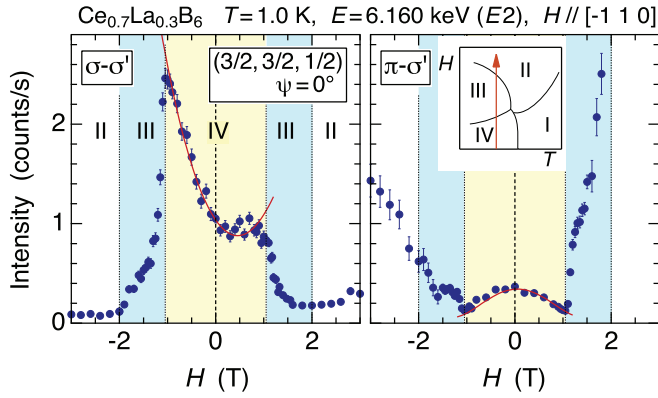 Ce0.7La0.3B6 T=1.0 K, E=6.160 keV (E2), H // [-1 1 0]
σ-σ'
(3/2, 3/2, 1/2)
ψ=0°
II III IV III II
Intensity (counts/s)
2
1
0
-2 0 2
H (T)
π-σ'
H
II
III
IV
I
T
-2 0 2
H (T)